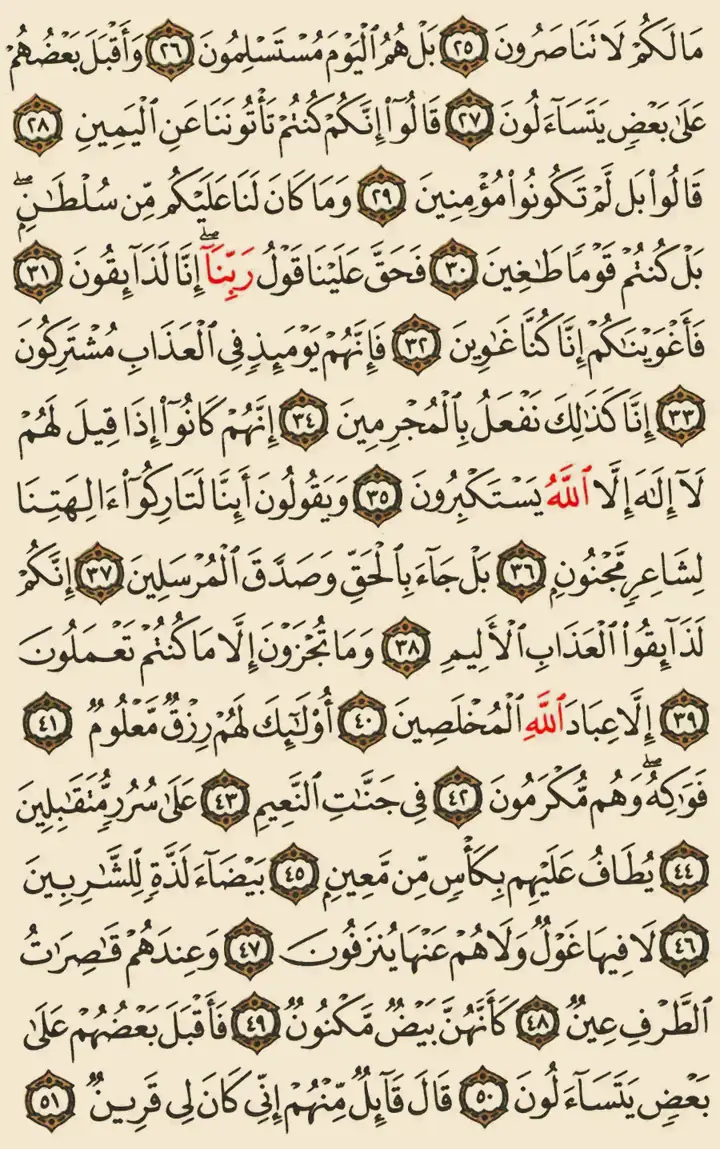 مَا لَكُمْ لَا تَنَاصَرُونَ ٢٥ بَلْ هُمُ ٱلْيَوْمَ مُسْتَسْلِمُونَ ٢٦ وَأَقْبَلَ بَعْضُهُمْ
عَلَىٰ بَعْضٍ يَتَسَآءَلُونَ ٢٧ قَالُوٓا۟ إِنَّكُمْ كُنتُمْ تَأْتُونَنَا عَنِ ٱلْيَمِينِ ٢٨
قَالُوا۟ بَل لَّمْ تَكُونُوا۟ مُؤْمِنِينَ ٢٩ وَمَا كَانَ لَنَا عَلَيْكُم مِّن سُلْطَـٰنٍۭ ۖ
بَلْ كُنتُمْ قَوْمًا طَـٰغِينَ ٣٠ فَحَقَّ عَلَيْنَا قَوْلُ رَبِّنَآ ۖ إِنَّا لَذَآئِقُونَ ٣١
فَأَغْوَيْنَـٰكُمْ إِنَّا كُنَّا غَـٰوِينَ ٣٢ فَإِنَّهُمْ يَوْمَئِذٍ فِى ٱلْعَذَابِ مُشْتَرِكُونَ
٣٣ إِنَّا كَذَٰلِكَ نَفْعَلُ بِٱلْمُجْرِمِينَ ٣٤ إِنَّهُمْ كَانُوٓا۟ إِذَا قِيلَ لَهُمْ
لَآ إِلَـٰهَ إِلَّا ٱللَّهُ يَسْتَكْبِرُونَ ٣٥ وَيَقُولُونَ أَئِنَّا لَتَارِكُوٓا۟ ءَالِهَتِنَا
لِشَاعِرٍ مَّجْنُونٍۭ ٣٦ بَلْ جَآءَ بِٱلْحَقِّ وَصَدَّقَ ٱلْمُرْسَلِينَ ٣٧ إِنَّكُمْ
لَذَآئِقُوا۟ ٱلْعَذَابِ ٱلْأَلِيمِ ٣٨ وَمَا تُجْزَوْنَ إِلَّا مَا كُنتُمْ تَعْمَلُونَ
٣٩ إِلَّا عِبَادَ ٱللَّهِ ٱلْمُخْلَصِينَ ٤٠ أُو۟لَـٰٓئِكَ لَهُمْ رِزْقٌ مَّعْلُومٌ ٤١
فَوَٰكِهُ ۖ وَهُم مُّكْرَمُونَ ٤٢ فِى جَنَّـٰتِ ٱلنَّعِيمِ ٤٣ عَلَىٰ سُرُرٍ مُّتَقَـٰبِلِينَ
٤٤ يُطَافُ عَلَيْهِم بِكَأْسٍ مِّن مَّعِينٍۭ ٤٥ بَيْضَآءَ لَذَّةٍ لِّلشَّـٰرِبِينَ
٤٦ لَا فِيهَا غَوْلٌ وَلَا هُمْ عَنْهَا يُنزَفُونَ ٤٧ وَعِندَهُمْ قَـٰصِرَٰتُ
ٱلطَّرْفِ عِينٌ ٤٨ كَأَنَّهُنَّ بَيْضٌ مَّكْنُونٌ ٤٩ فَأَقْبَلَ بَعْضُهُمْ عَلَىٰ
بَعْضٍ يَتَسَآءَلُونَ ٥٠ قَالَ قَآئِلٌ مِّنْهُمْ إِنِّى كَانَ لِى قَرِينٌ ٥١